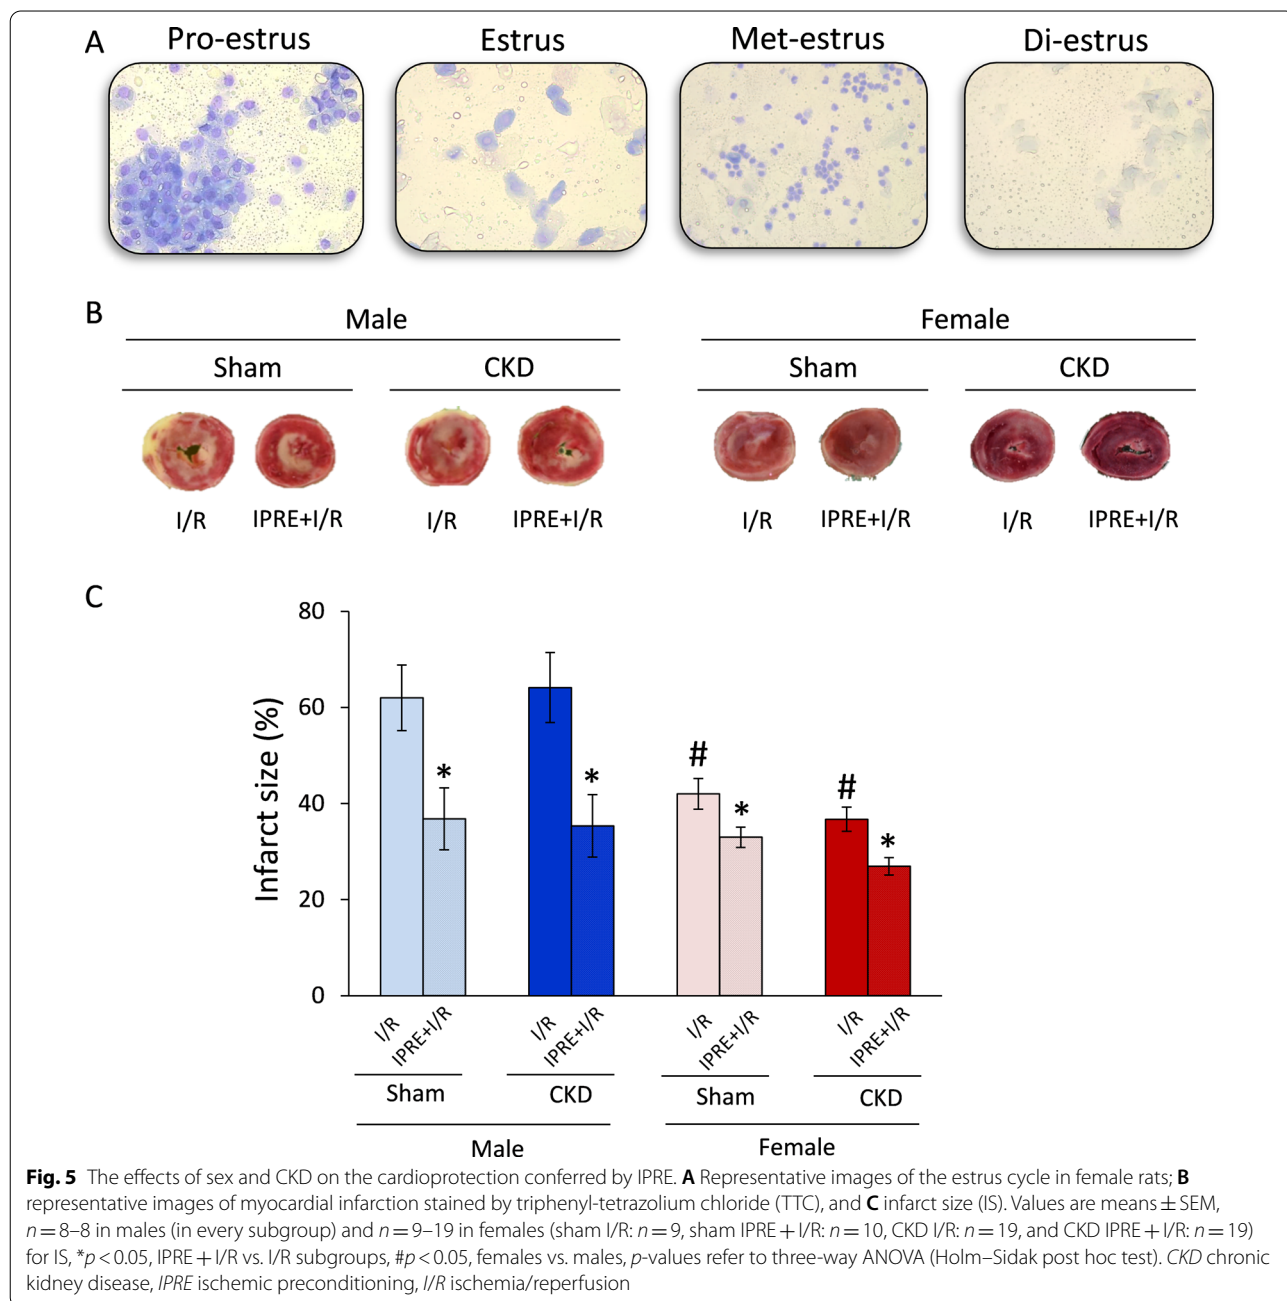 A
Pro-estrus
Estrus
Met-estrus
Di-estrus
B
Male
Female
Sham
CKD
Sham
CKD
I/R
IPRE+I/R
I/R
IPRE+I/R
I/R
IPRE+I/R
I/R
IPRE+I/R
C
Infarct size (%)
80
60
40
20
0
*
*
#
*
#
*
I/R
IPRE+I/R
I/R
IPRE+I/R
I/R
IPRE+I/R
I/R
IPRE+I/R
Sham
CKD
Sham
CKD
Male
Female
Fig. 5 The effects of sex and CKD on the cardioprotection conferred by IPRE. A Representative images of the estrus cycle in female rats; B
representative images of myocardial infarction stained by triphenyl-tetrazolium chloride (TTC), and C infarct size (IS). Values are means ± SEM,
n = 8–8 in males (in every subgroup) and n = 9–19 in females (sham I/R: n = 9, sham IPRE + I/R: n = 10, CKD I/R: n = 19, and CKD IPRE + I/R: n = 19)
for IS, *p < 0.05, IPRE + I/R vs. I/R subgroups, #p < 0.05, females vs. males, p-values refer to three-way ANOVA (Holm–Sidak post hoc test). CKD chronic
kidney disease, IPRE ischemic preconditioning, I/R ischemia/reperfusion